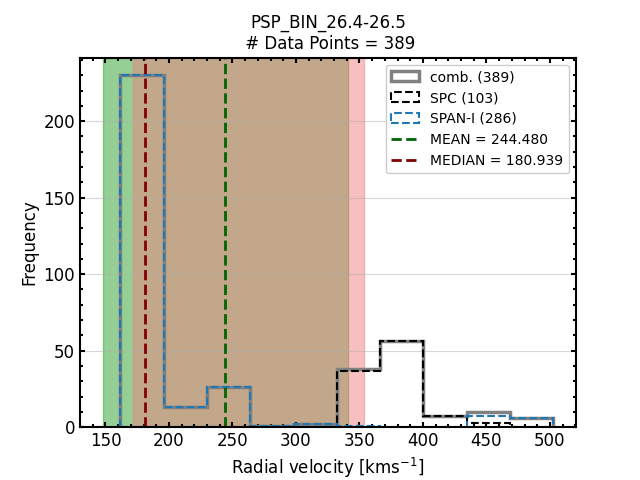 PSP_BIN_26.4-26.5
# Data Points = 389
comb. (389)
SPC (103)
SPAN-I (286)
MEAN = 244.480
MEDIAN = 180.939
Frequency
200
150
100
50
0
150 200 250 300 350 400 450 500
Radial velocity [kms⁻¹]